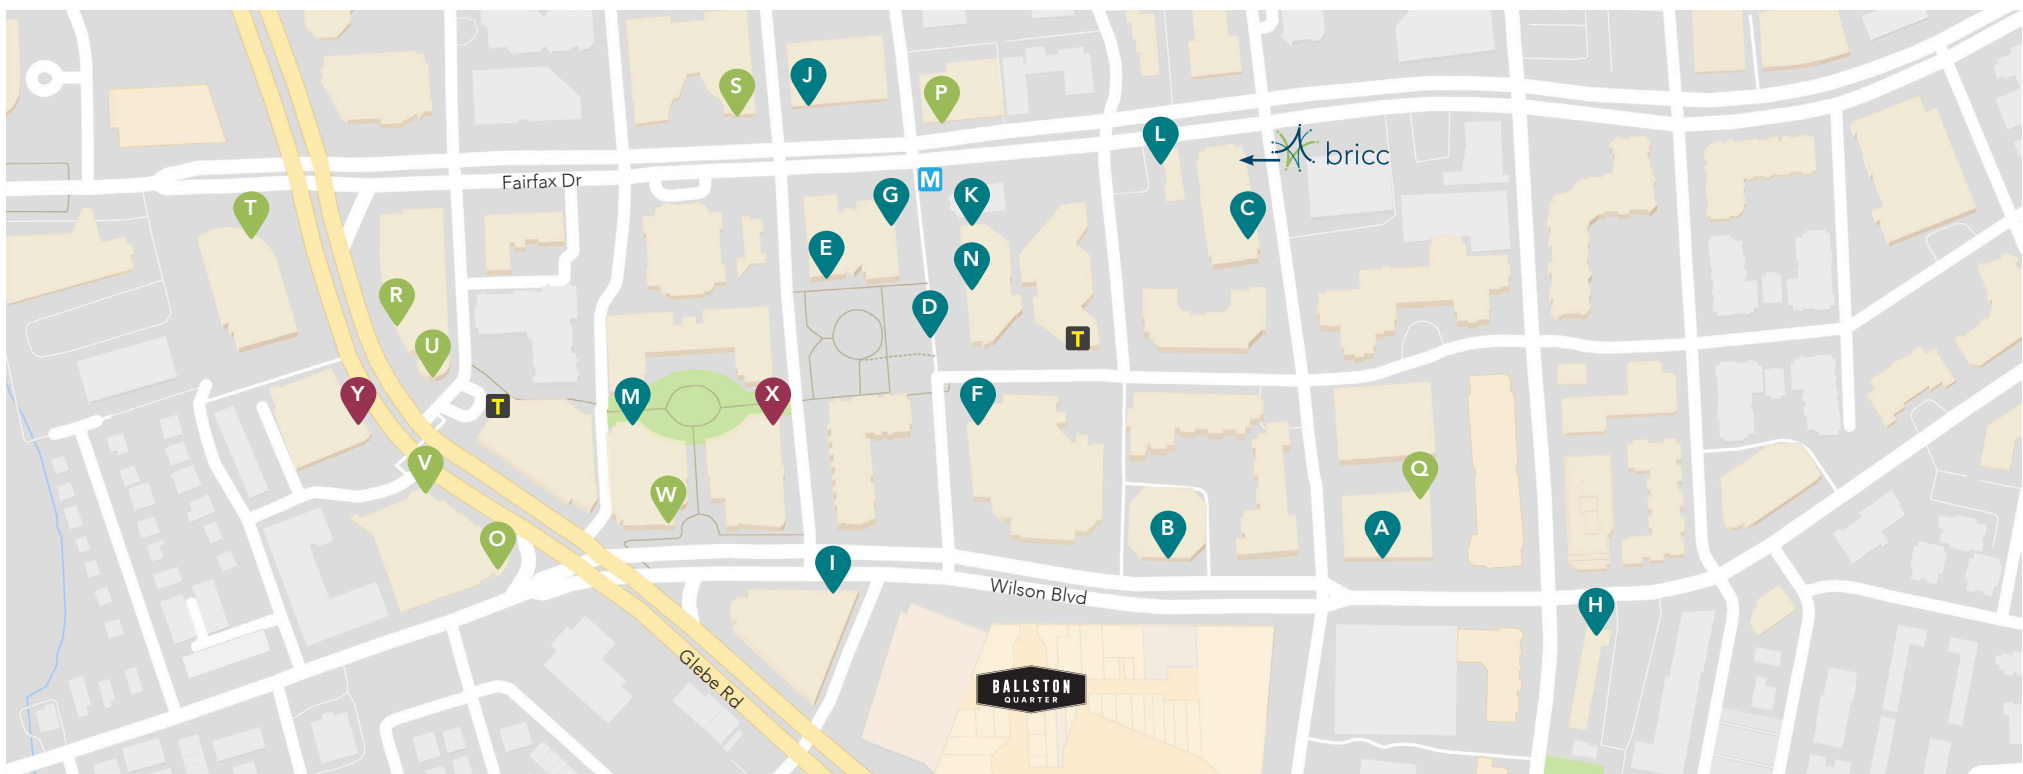 J
S
P
L
bricc
M
Fairfax Dr
G
K
T
C
E
N
R
D
U
T
Y
M
X
F
T
V
Q
W
B
A
O
I
Wilson Blvd
H
Glebe Rd
BALLSTON
QUARTER